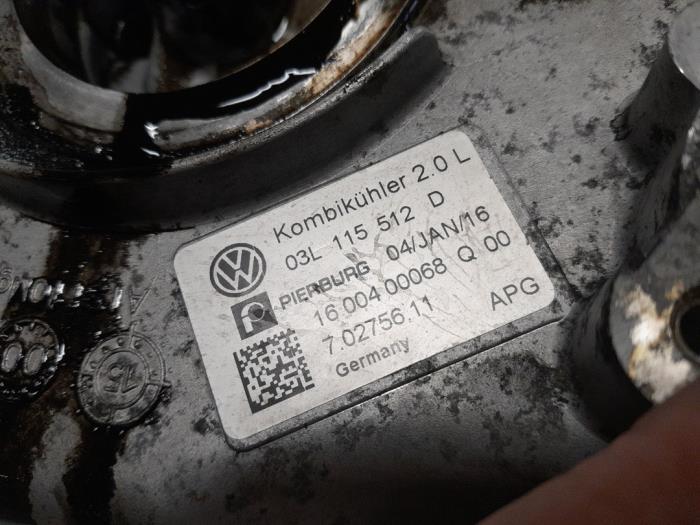 Kombikühler 2.0 L
03L 115 512 D
PIERBURG 04/JAN/16
16 004 00068 Q 00
7.02756.11 APG
Germany
15